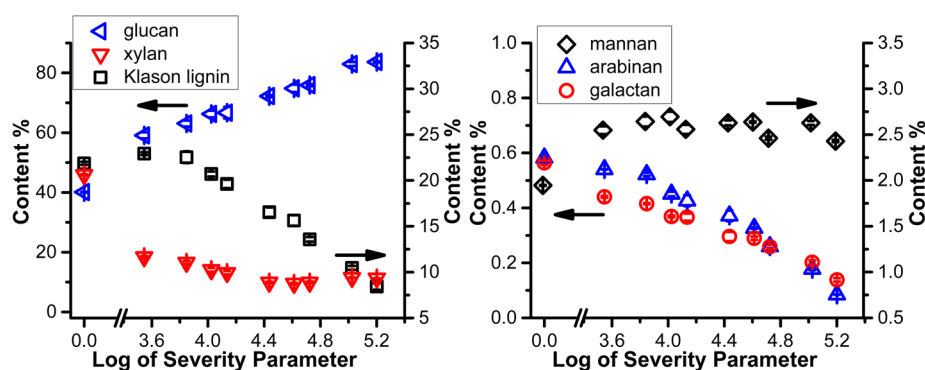 glucan
xylan
Klason lignin
Content %
80
60
40
20
0
35
30
25
20
15
10
5
Content %
0.0 3.6 4.0 4.4 4.8 5.2
Log of Severity Parameter
mannan
arabinan
galactan
Content %
1.0
0.8
0.6
0.4
0.2
0.0
3.5
3.0
2.5
2.0
1.5
1.0
0.5
0.0
Content %
0.0 3.6 4.0 4.4 4.8 5.2
Log of Severity Parameter